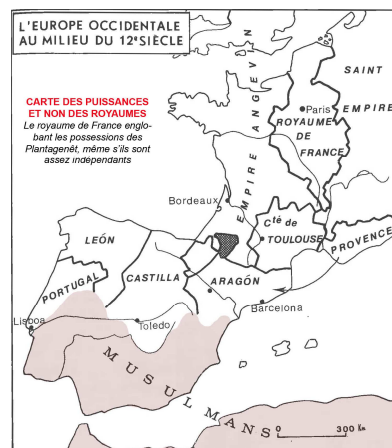 L'EUROPE OCCIDENTALE
AU MILIEU DU 12e SIÈCLE
CARTE DES PUISSANCES
ET NON DES ROYAUMES
Le royaume de France englo-
bant les possessions des
Plantagenêt, même s'ils sont
assez indépendants
EMPIRE ANGEVIN
SAINT
EMPIRE
Paris
ROYAUME
DE
FRANCE
Bordeaux
Cté de
TOULOUSE
PROVENCE
LEÓN
PORTUGAL
CASTILLA
ARAGÓN
Barcelona
Lisboa
Toledo
MUSULMANS
0 300 Km